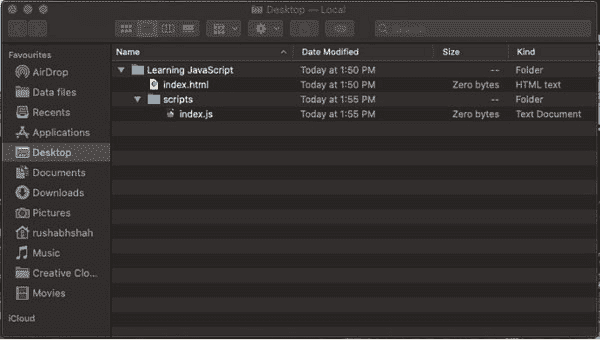 Desktop — Local
Search
Favourites
AirDrop
Data files
Recents
Applications
Desktop
Documents
Downloads
Pictures
rushabhshah
Music
Creative Clo...
Movies
iCloud
Name Date Modified Size Kind
Learning JavaScript Today at 1:50 PM -- Folder
index.html Today at 1:50 PM Zero bytes HTML text
scripts Today at 1:55 PM -- Folder
index.js Today at 1:55 PM Zero bytes Text Document